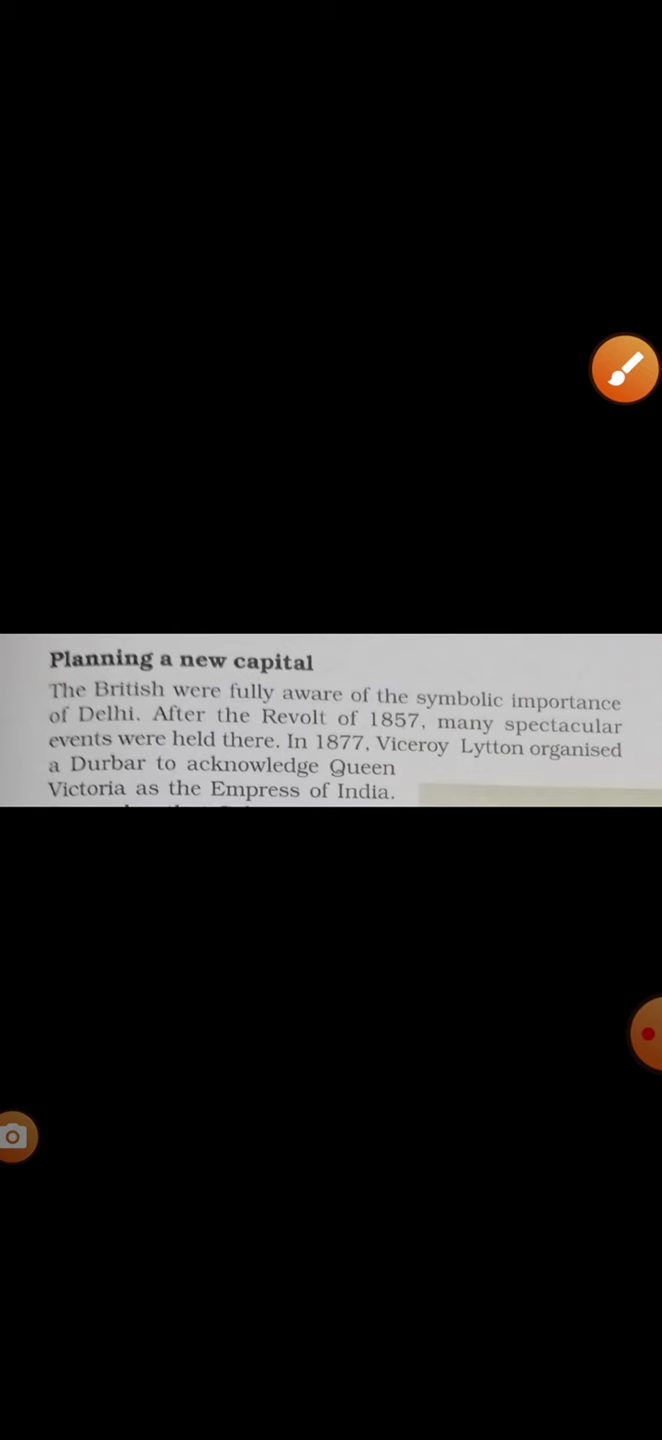 Planning a new capital
The British were fully aware of the symbolic importance
of Delhi. After the Revolt of 1857, many spectacular
events were held there. In 1877, Viceroy Lytton organised
a Durbar to acknowledge Queen
Victoria as the Empress of India.